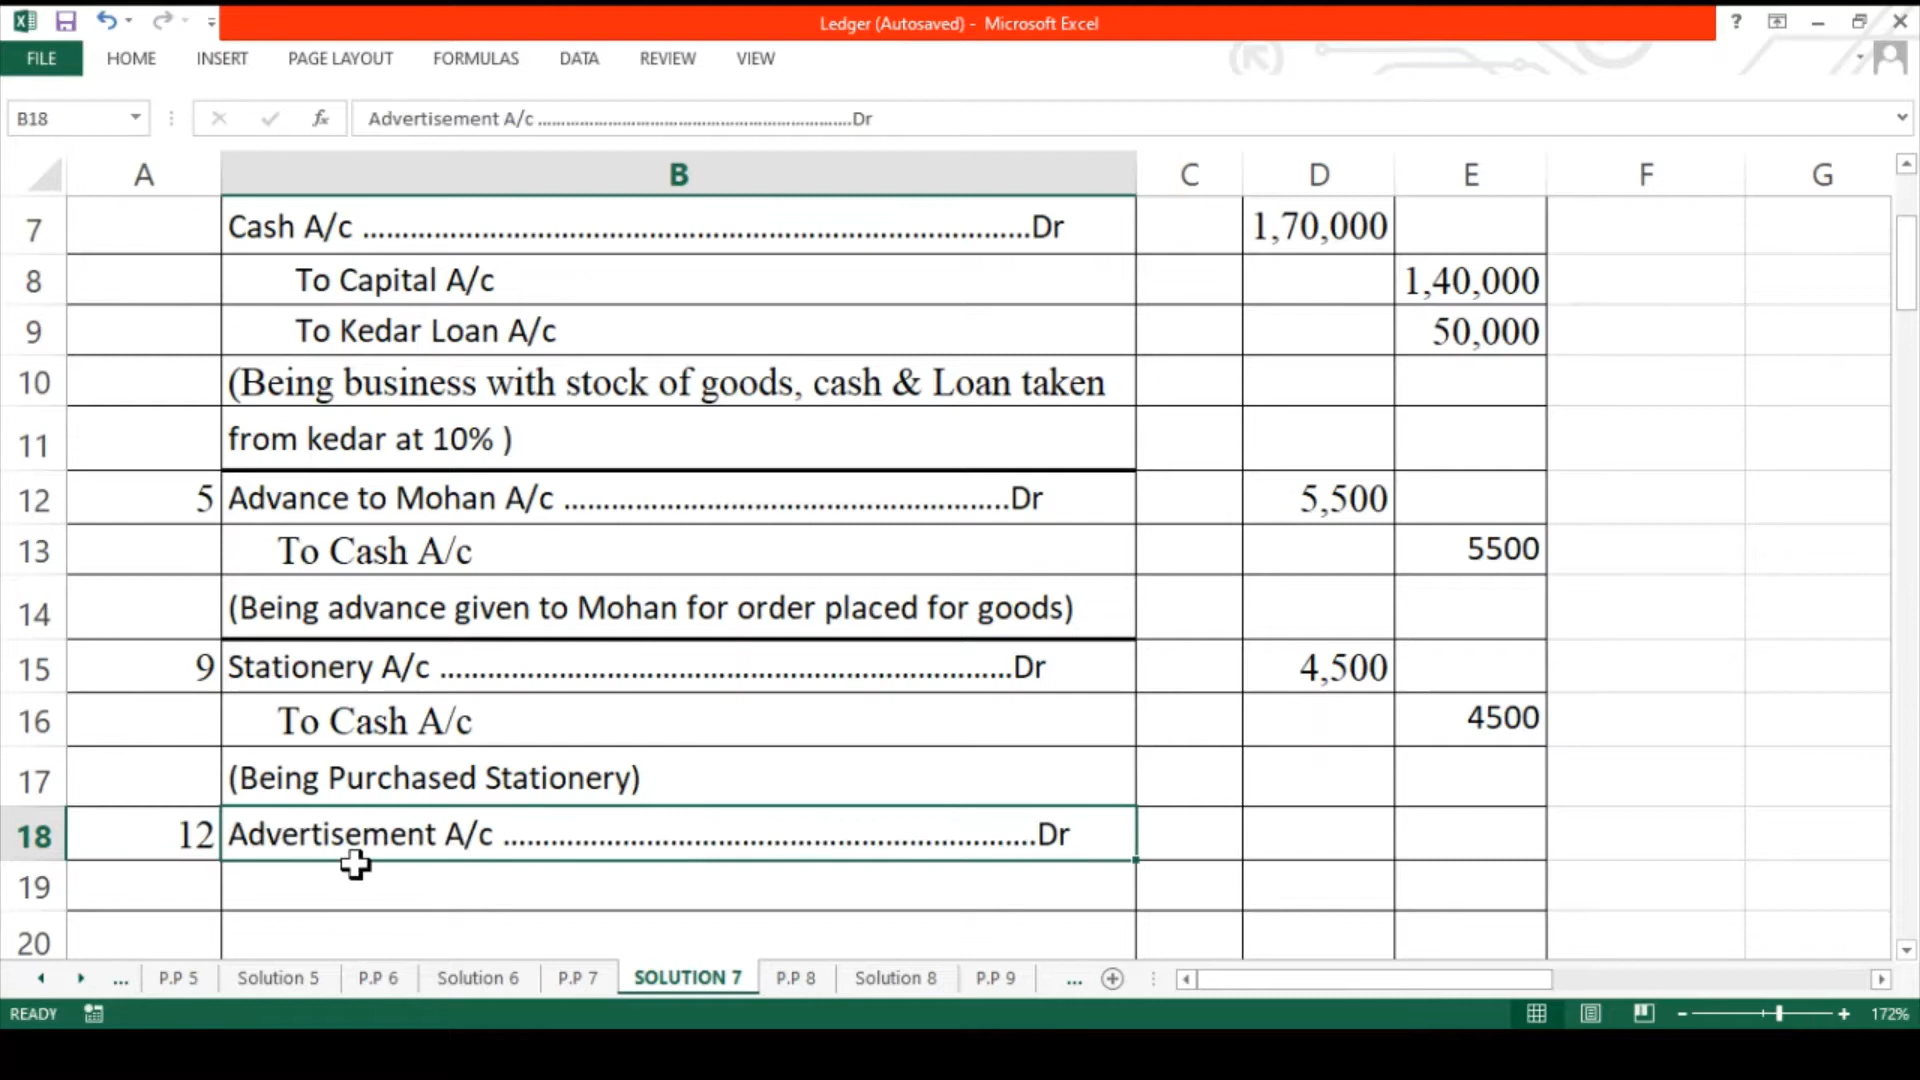 Ledger (Autosaved) - Microsoft Excel
?
FILE HOME INSERT PAGE LAYOUT FORMULAS DATA REVIEW VIEW
B18 fx Advertisement A/c ...............................................................................Dr
A B C D E F G
7 Cash A/c ....................................................................................Dr 1,70,000
8 To Capital A/c 1,40,000
9 To Kedar Loan A/c 50,000
10 (Being business with stock of goods, cash & Loan taken
11 from kedar at 10% )
12 5 Advance to Mohan A/c ........................................................Dr 5,500
13 To Cash A/c 5500
14 (Being advance given to Mohan for order placed for goods)
15 9 Stationery A/c ........................................................................Dr 4,500
16 To Cash A/c 4500
17 (Being Purchased Stationery)
18 12 Advertisement A/c ...................................................................Dr
19
20
... P.P 5 Solution 5 P.P 6 Solution 6 P.P 7 SOLUTION 7 P.P 8 Solution 8 P.P 9 ...
READY 172%